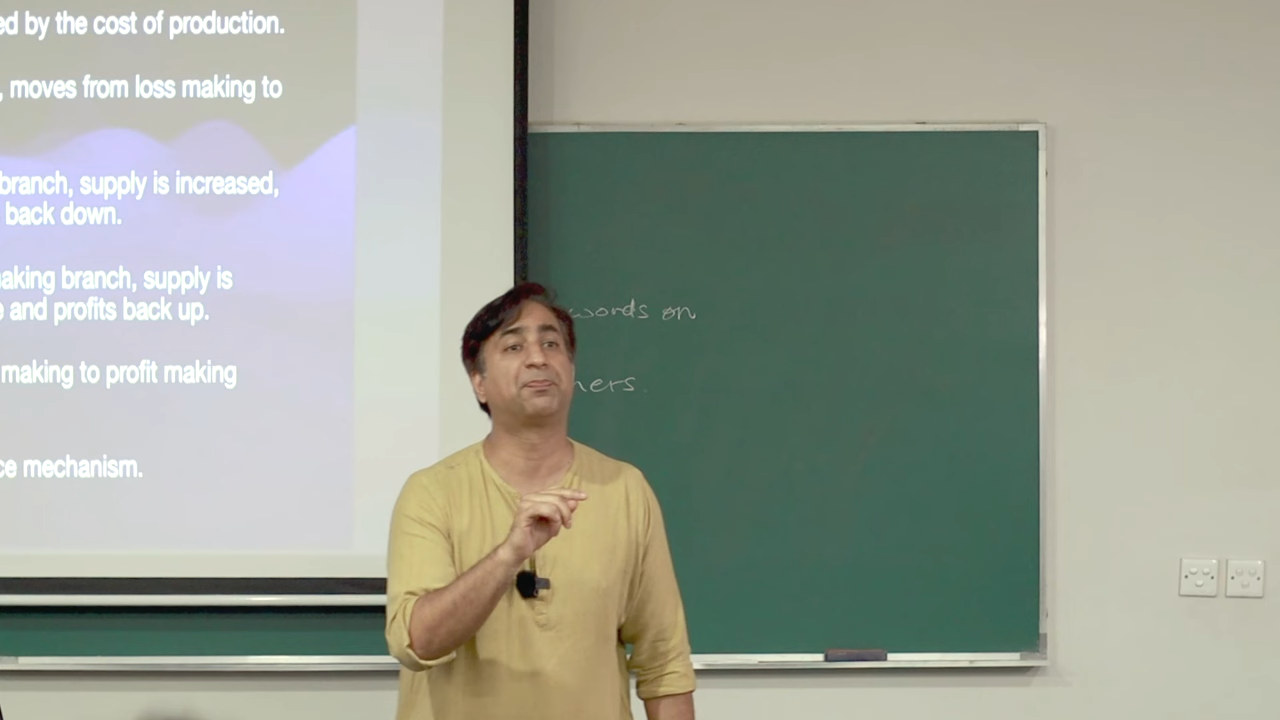 ed by the cost of production.
, moves from loss making to
branch, supply is increased,
back down.
aking branch, supply is
e and profits back up.
making to profit making
ce mechanism.
words on
hers.